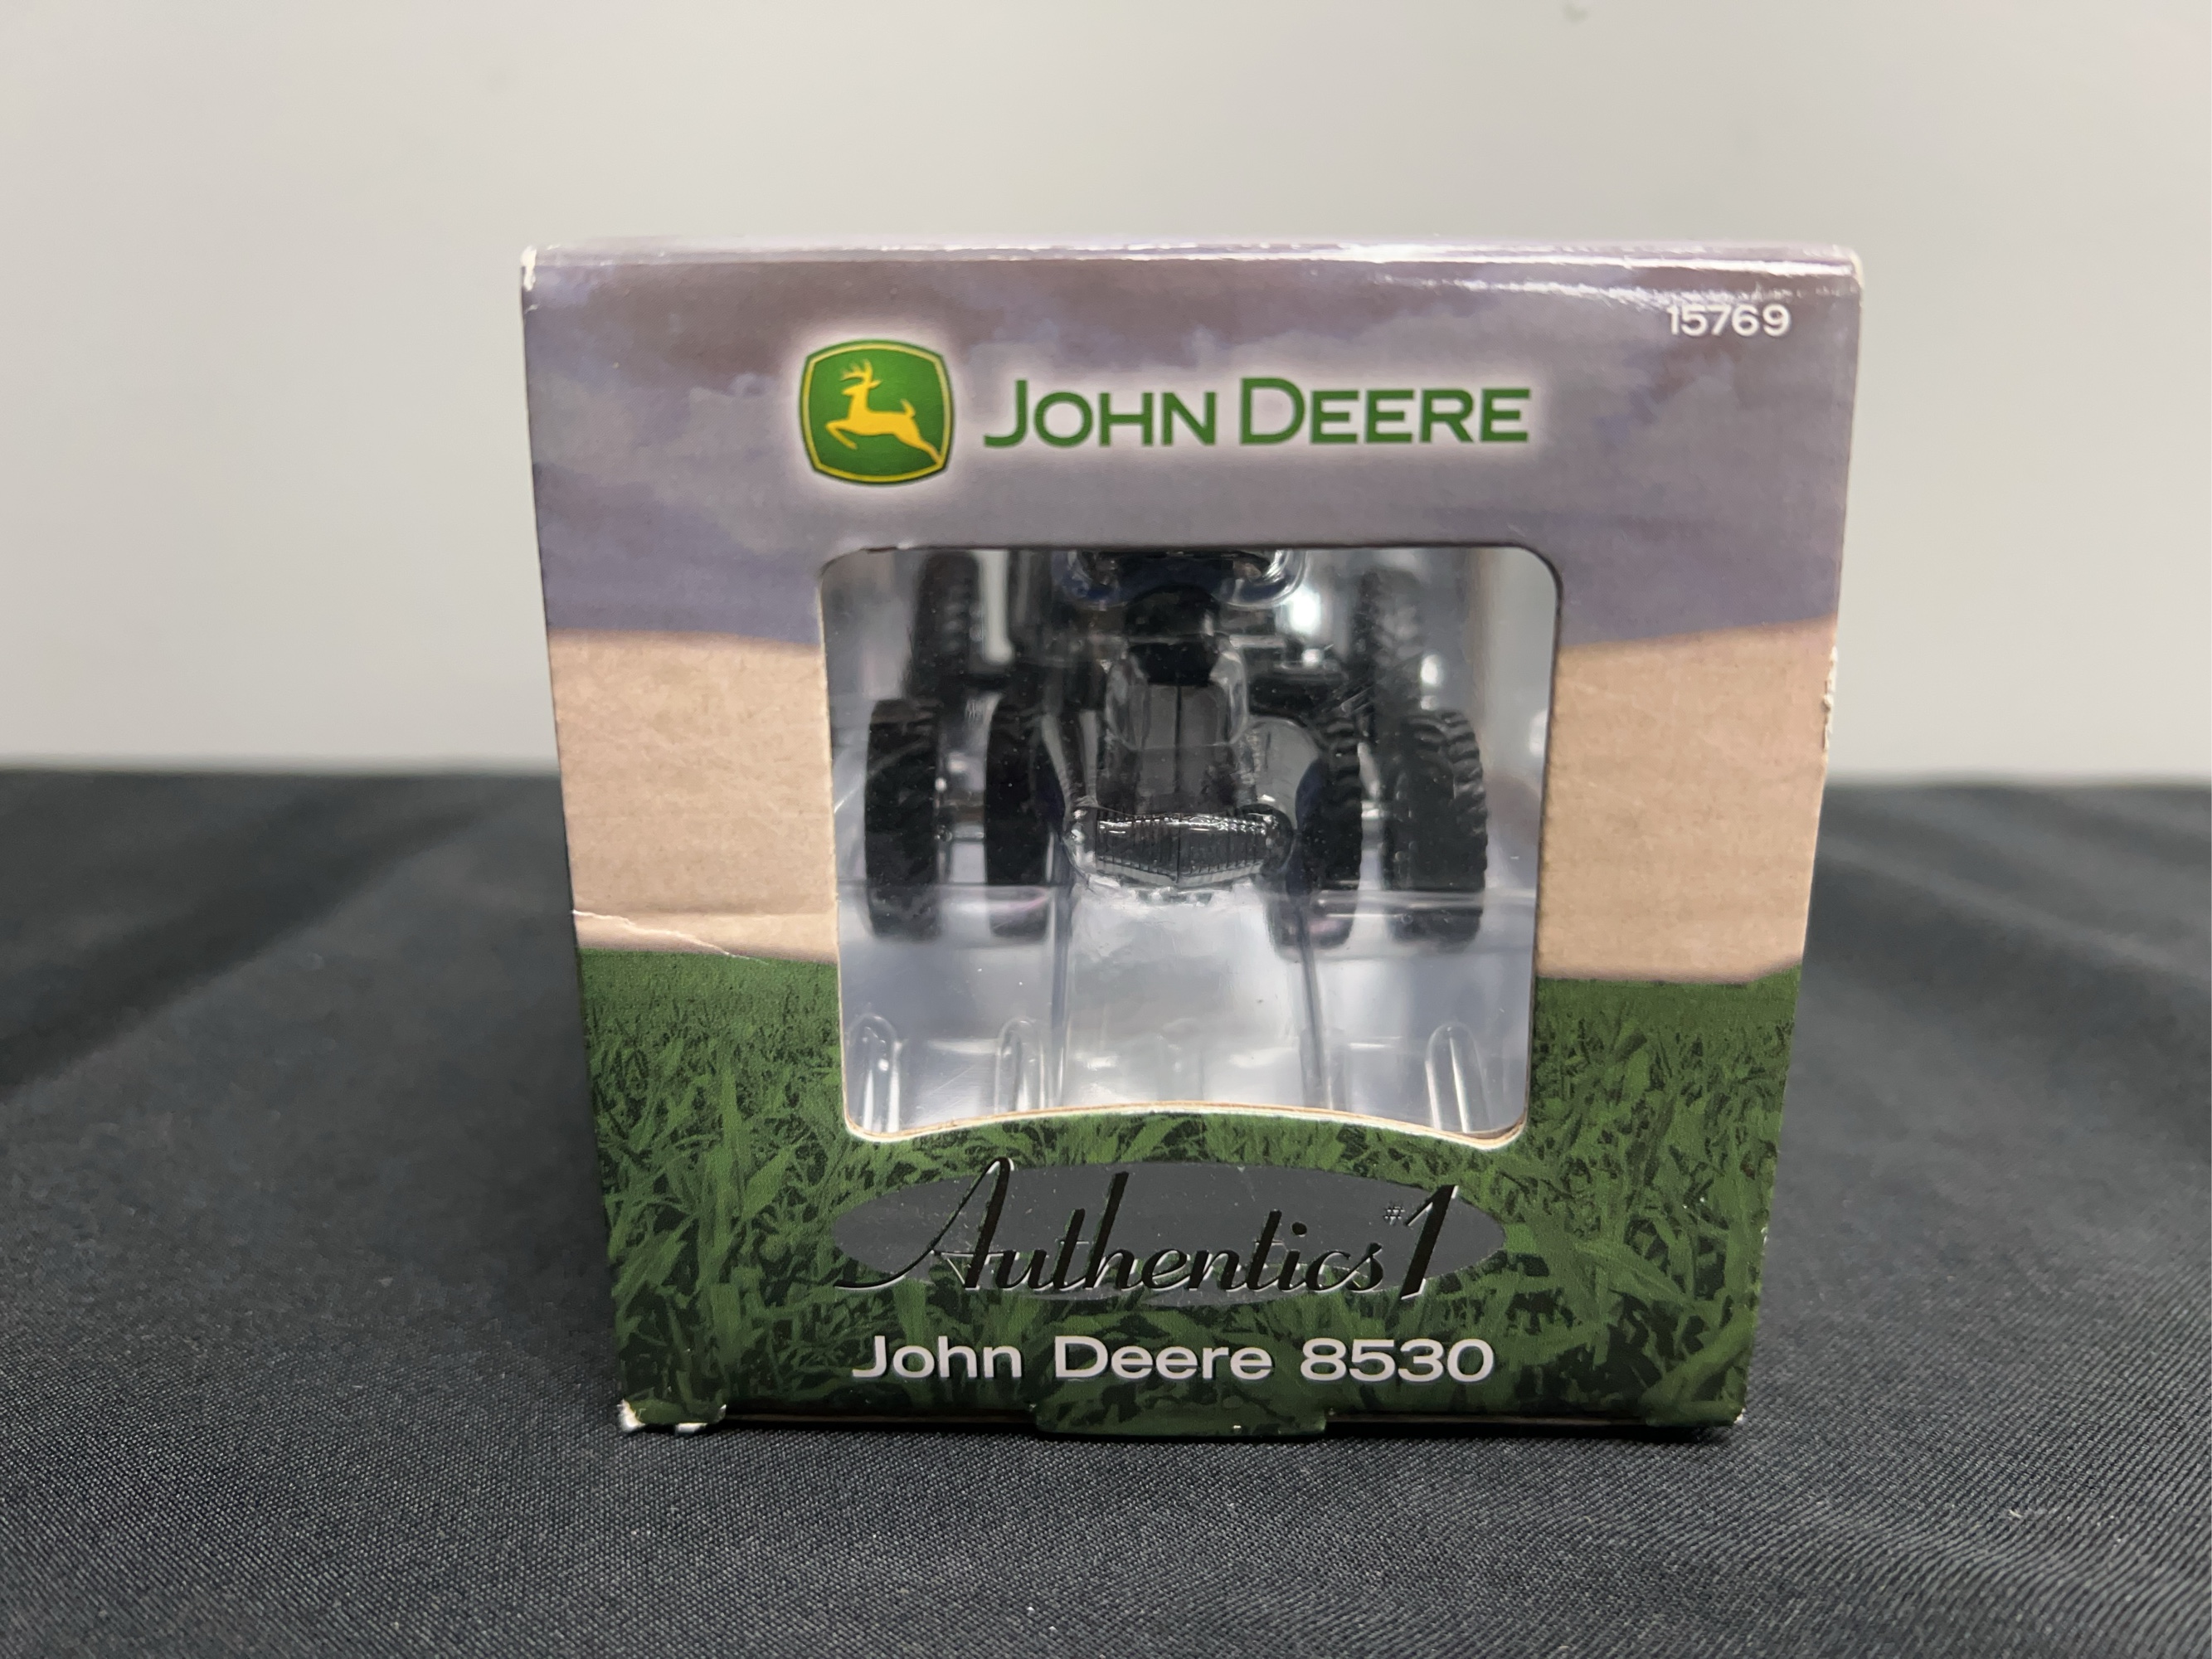 15769
JOHN DEERE
Authentics #1
John Deere 8530